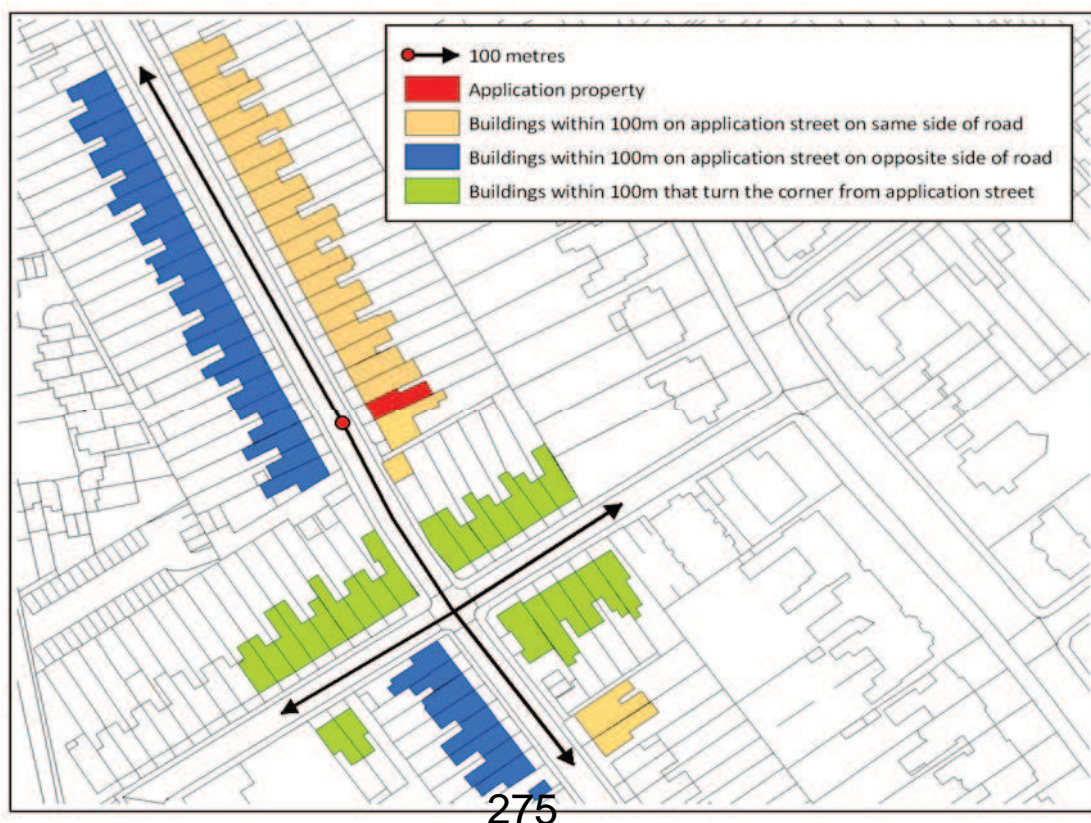 100 metres
Application property
Buildings within 100m on application street on same side of road
Buildings within 100m on application street on opposite side of road
Buildings within 100m that turn the corner from application street
275